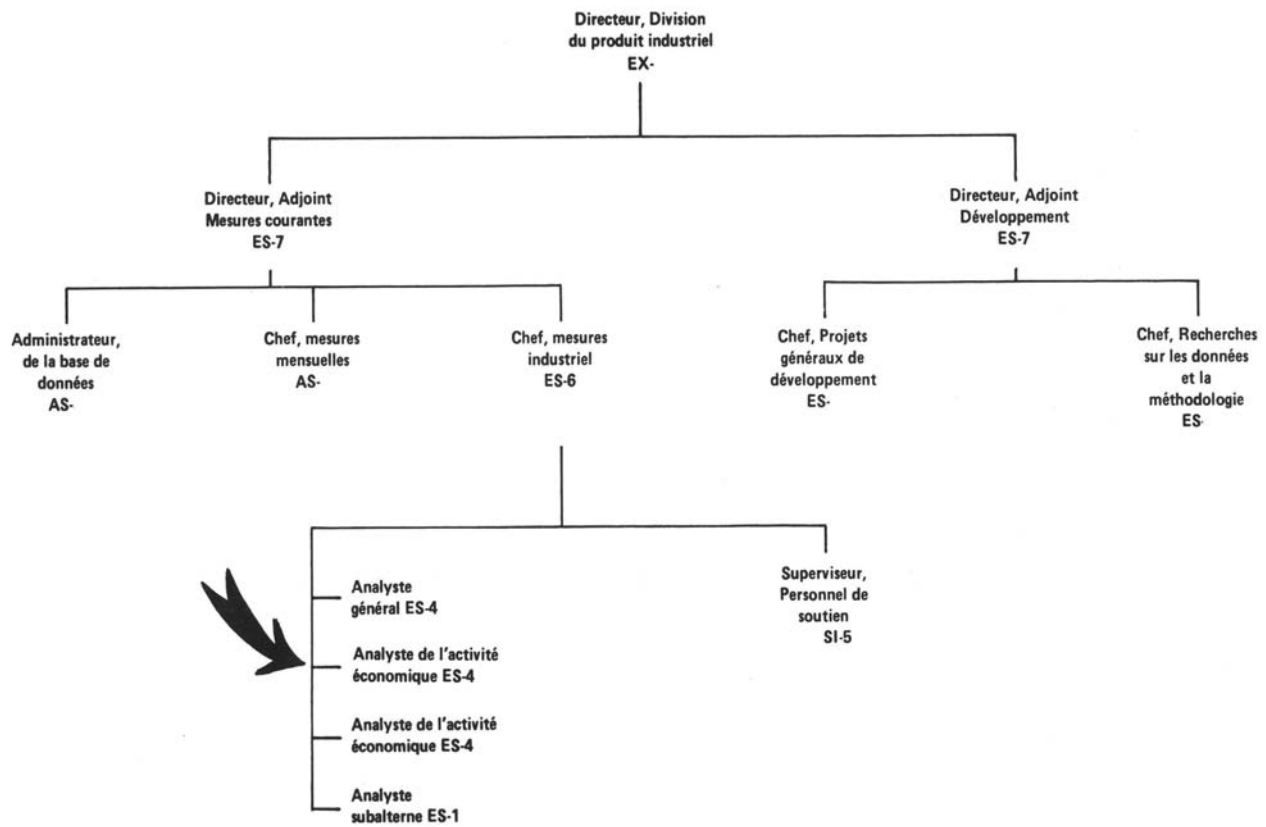 Directeur, Division
du produit industriel
EX-
Directeur, Adjoint
Mesures courantes
ES-7
Directeur, Adjoint
Développement
ES-7
Administrateur,
de la base de
données
AS-
Chef, mesures
mensuelles
AS-
Chef, mesures
industriel
ES-6
Chef, Projets
généraux de
développement
ES-
Chef, Recherches
sur les données
et la
méthodologie
ES-
Analyste
général ES-4
Analyste de l'activité
économique ES-4
Analyste de l'activité
économique ES-4
Analyste
subalterne ES-1
Superviseur,
Personnel de
soutien
SI-5